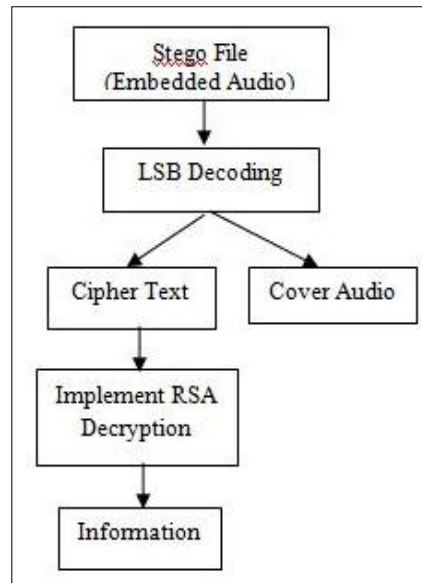 Stego File
(Embedded Audio)
LSB Decoding
Cipher Text
Cover Audio
Implement RSA
Decryption
Information